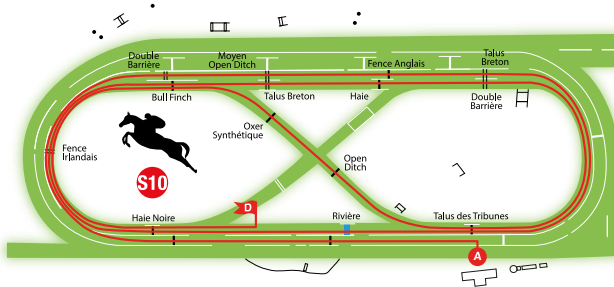 Double
Barrière
Moyen
Open Ditch
Fence Anglais
Talus
Breton
Bull Finch
Talus Breton
Haie
Double
Barrière
Oxer
Synthétique
Fence
Irlandais
Open
Ditch
S10
D
Haie Noire
Rivière
Talus des Tribunes
A